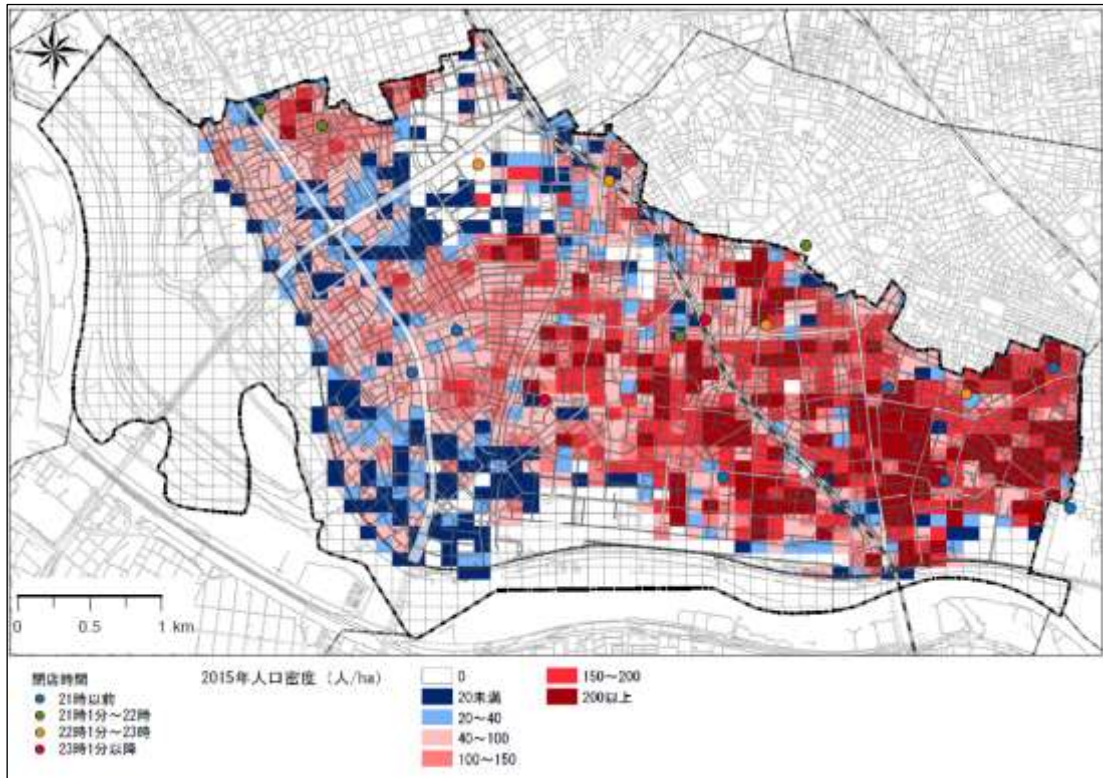 0 0.5 1 km
閉店時間
21時以前
21時1分～22時
22時1分～23時
23時1分以降
2015年人口密度（人/ha）
0
20未満
20～40
40～100
100～150
150～200
200以上